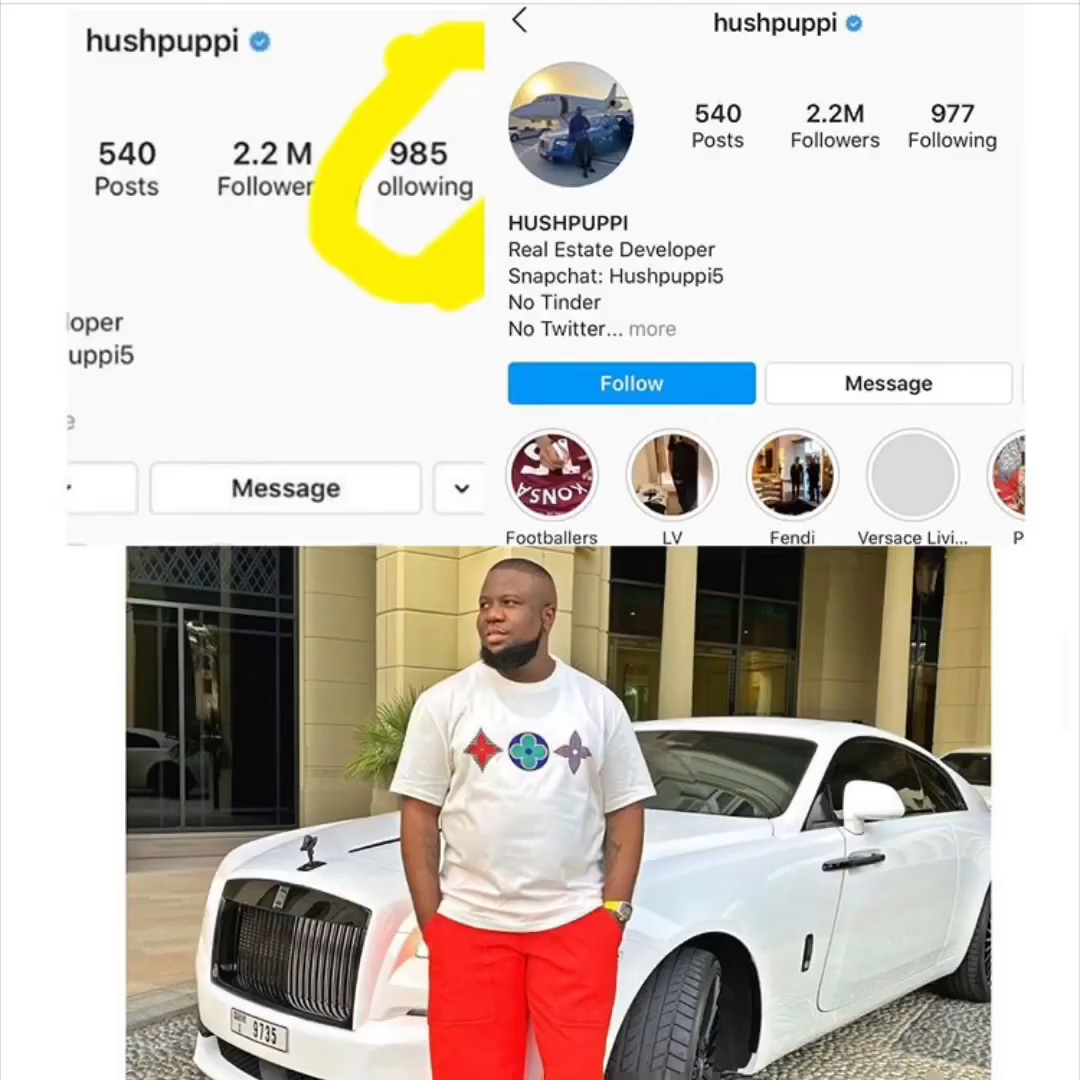 hushpuppi
540
2.2 M
985
Posts
Follower
ollowing
loper
uppi5
e
Message
hushpuppi
540
2.2M
977
Posts
Followers
Following
HUSHPUPPI
Real Estate Developer
Snapchat: Hushpuppi5
No Tinder
No Twitter... more
Follow
Message
KONSA
Footballers
LV
Fendi
Versace Livi...
P
9735